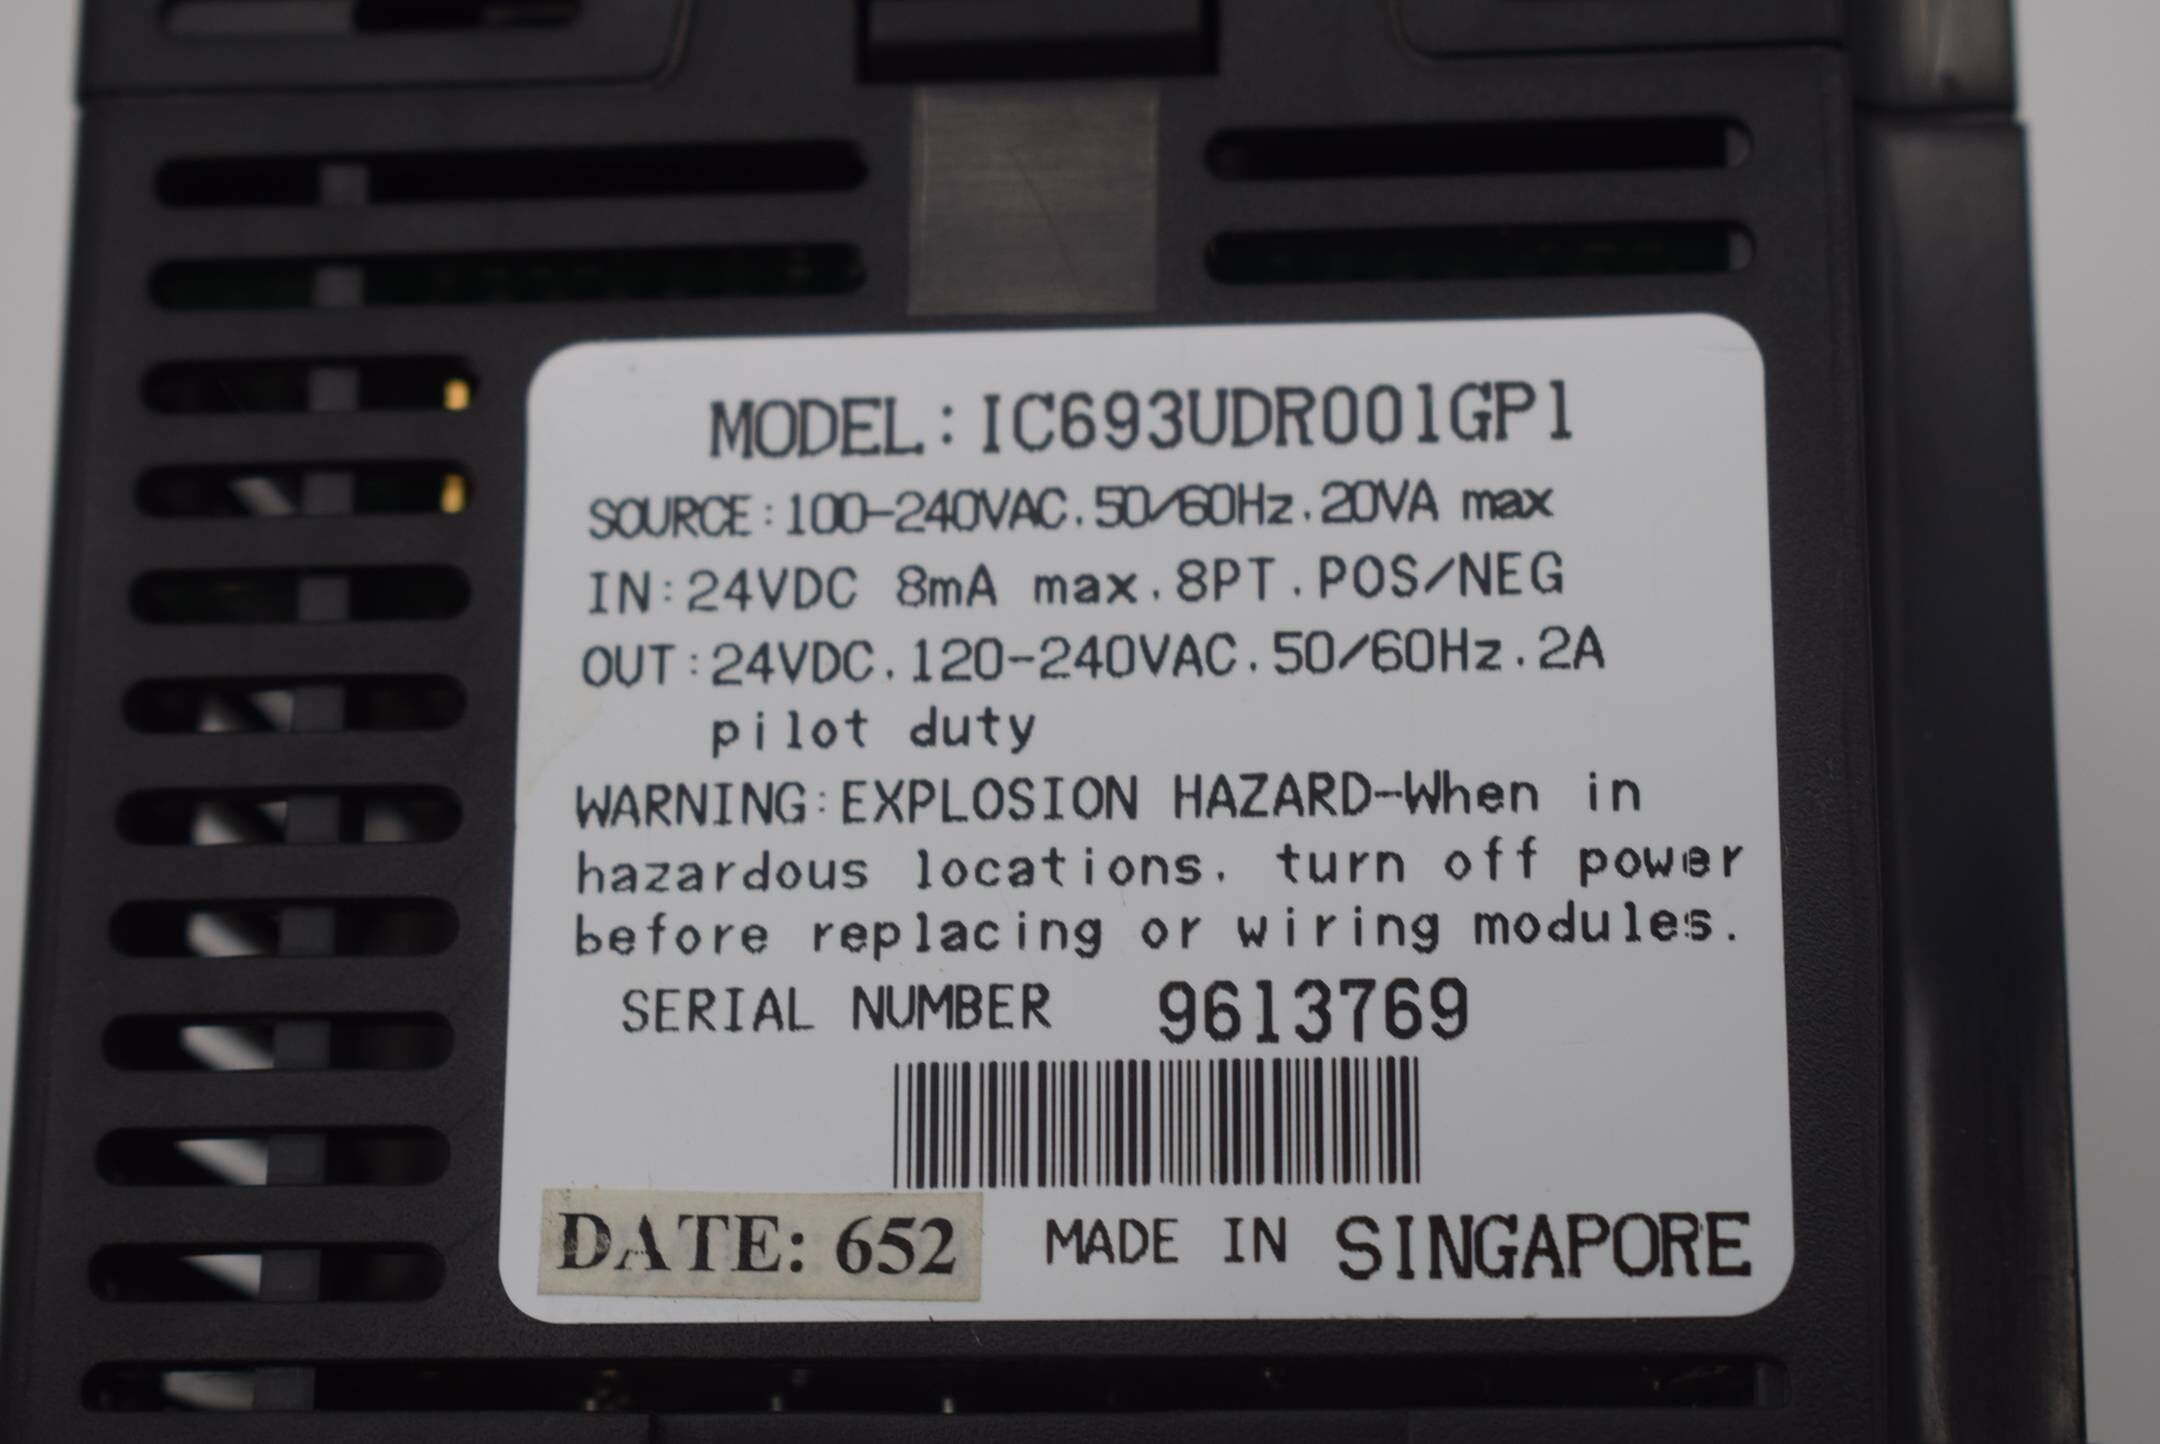 MODEL:IC693UDR001GP1
SOURCE:100-240VAC.50/60Hz.20VA max
IN:24VDC 8mA max.8PT.POS/NEG
OUT:24VDC.120-240VAC.50/60Hz.2A
pilot duty
WARNING:EXPLOSION HAZARD-When in
hazardous locations. turn off power
before replacing or wiring modules.
SERIAL NUMBER 9613769
DATE: 652 MADE IN SINGAPORE